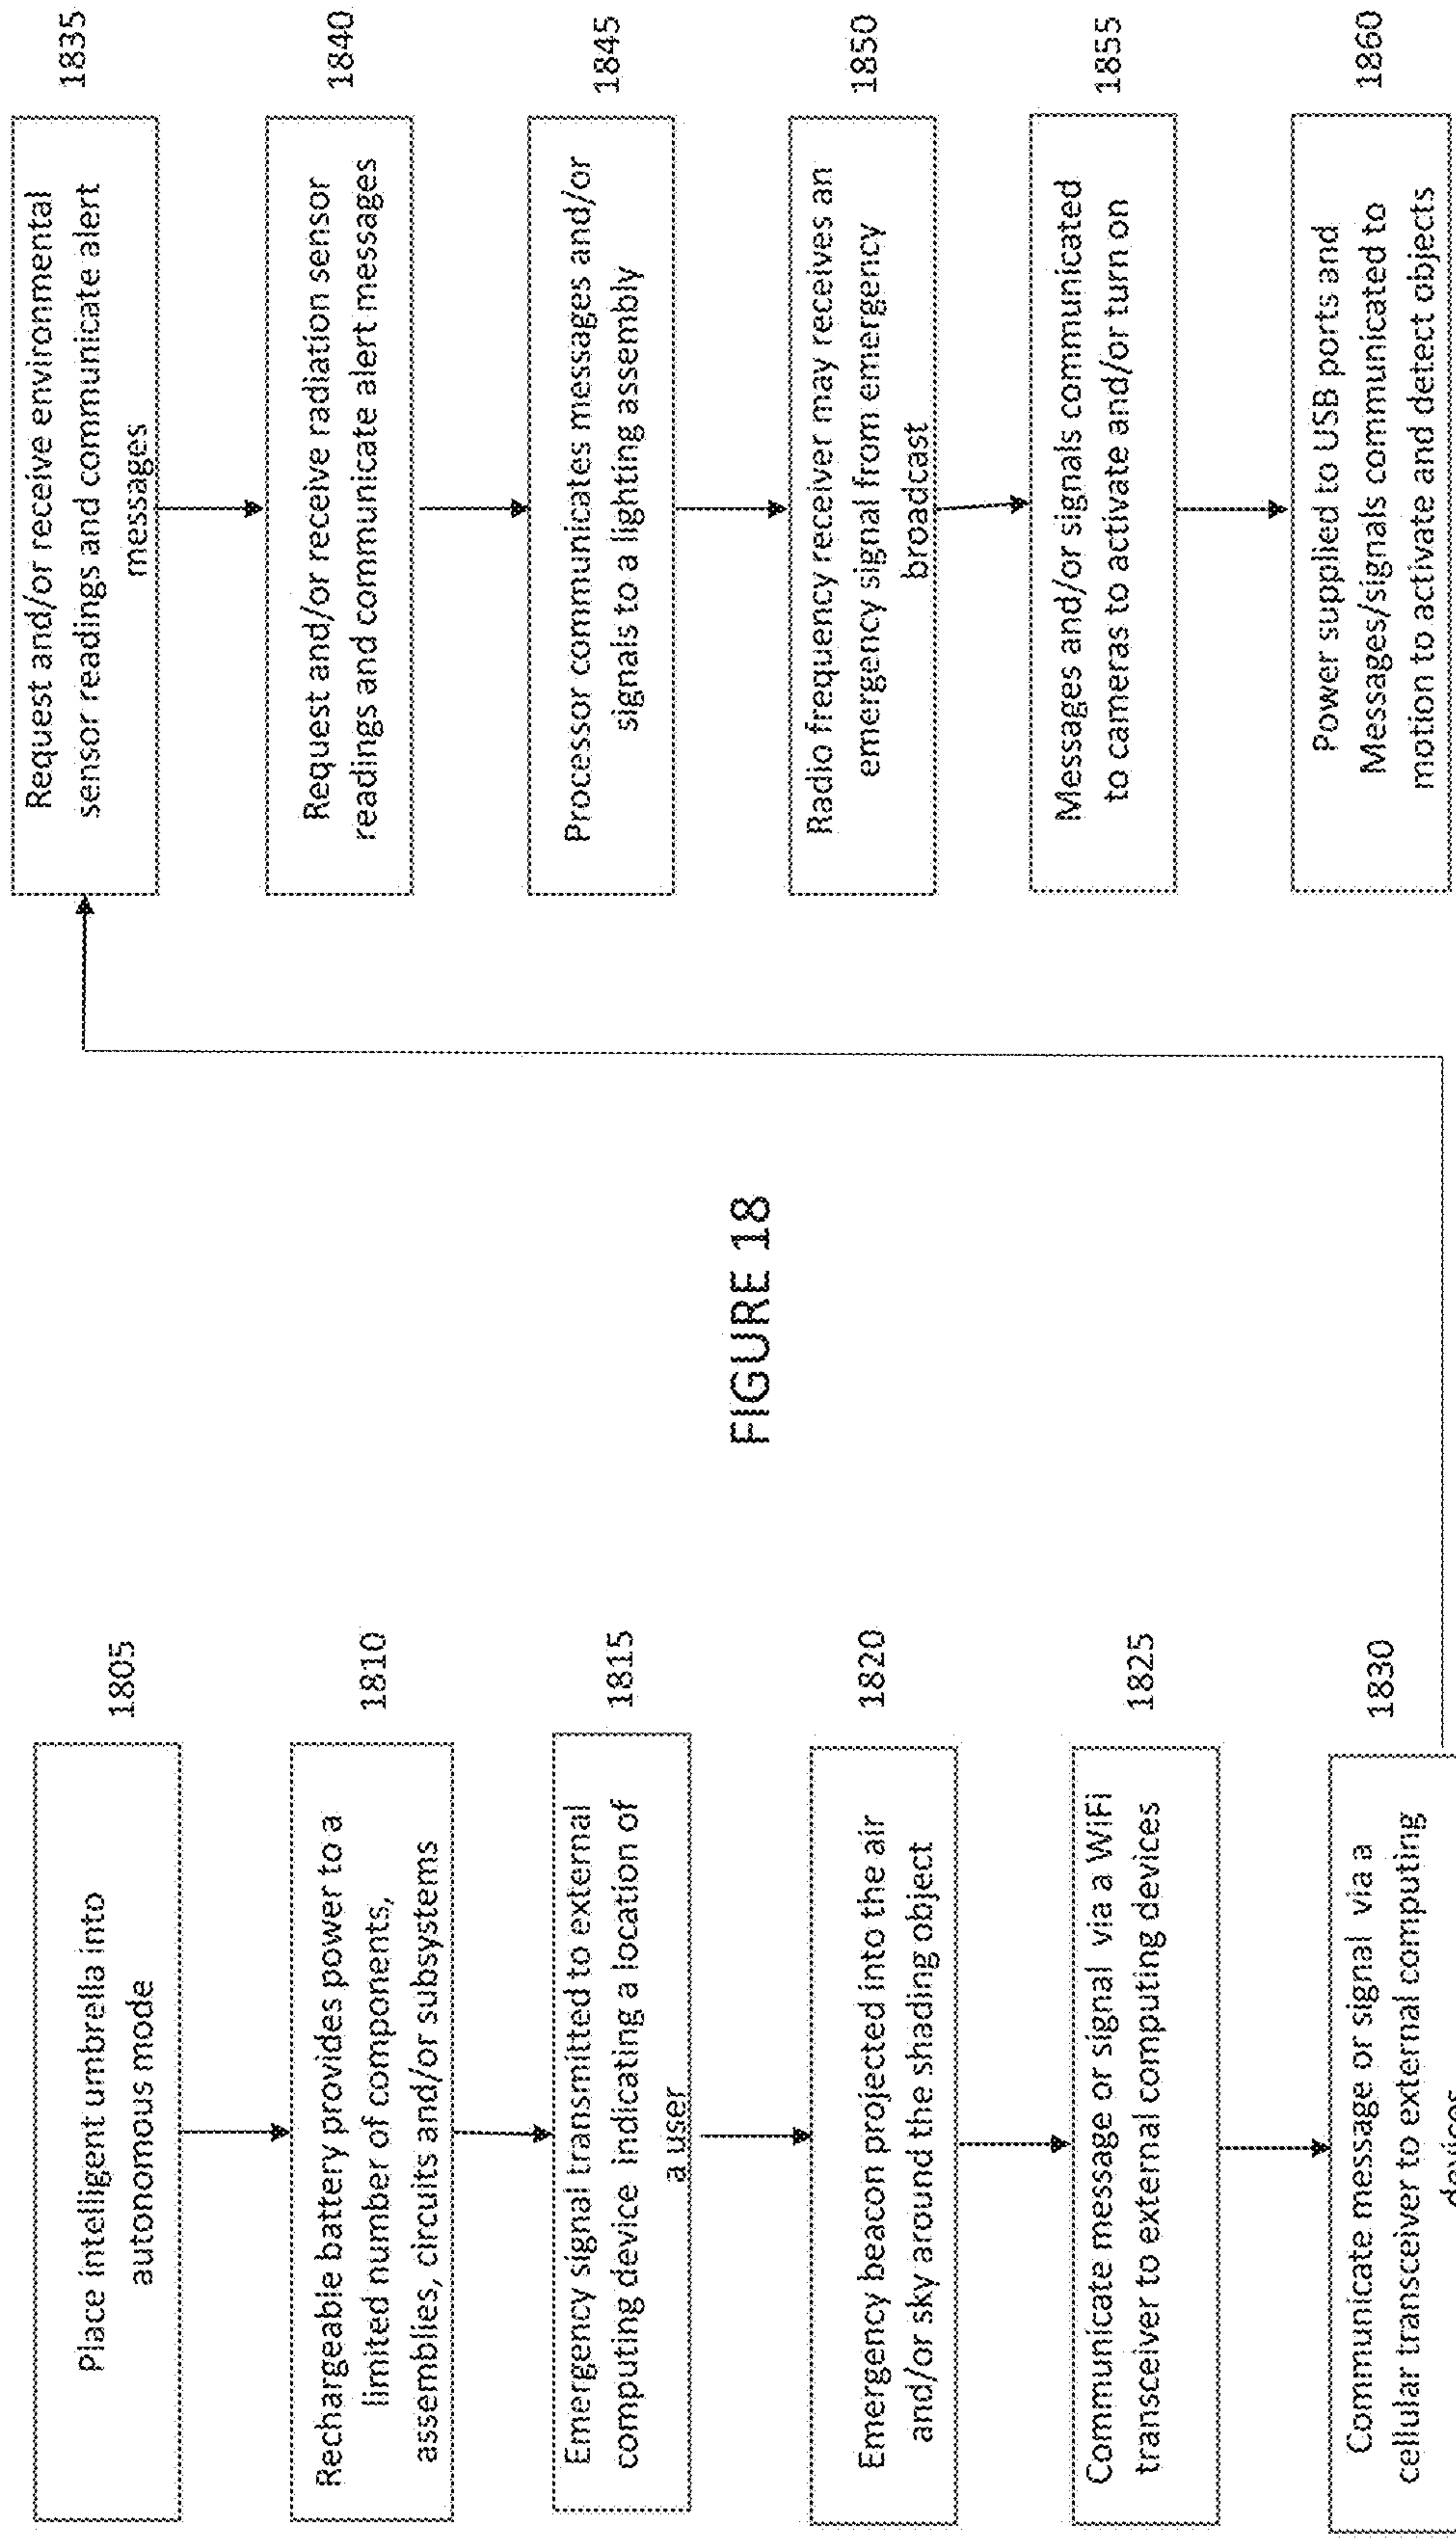 Place intelligent umbrella into
autonomous mode
1805
Rechargeable battery provides power to a
limited number of components,
assemblies, circuits and/or subsystems
1810
Emergency signal transmitted to external
computing device indicating a location of
a user
1815
Emergency beacon projected into the air
and/or sky around the shading object
1820
Communicate message or signal via a WiFi
transceiver to external computing devices
1825
Communicate message or signal via a
cellular transceiver to external computing
devices
1830
FIGURE 18
Request and/or receive environmental
sensor readings and communicate alert
messages
1835
Request and/or receive radiation sensor
readings and communicate alert messages
1840
Processor communicates messages and/or
signals to a lighting assembly
1845
Radio frequency receiver may receives an
emergency signal from emergency
broadcast
1850
Messages and/or signals communicated
to cameras to activate and/or turn on
1855
Power supplied to USB ports and
Messages/signals communicated to
motion to activate and detect objects
1860